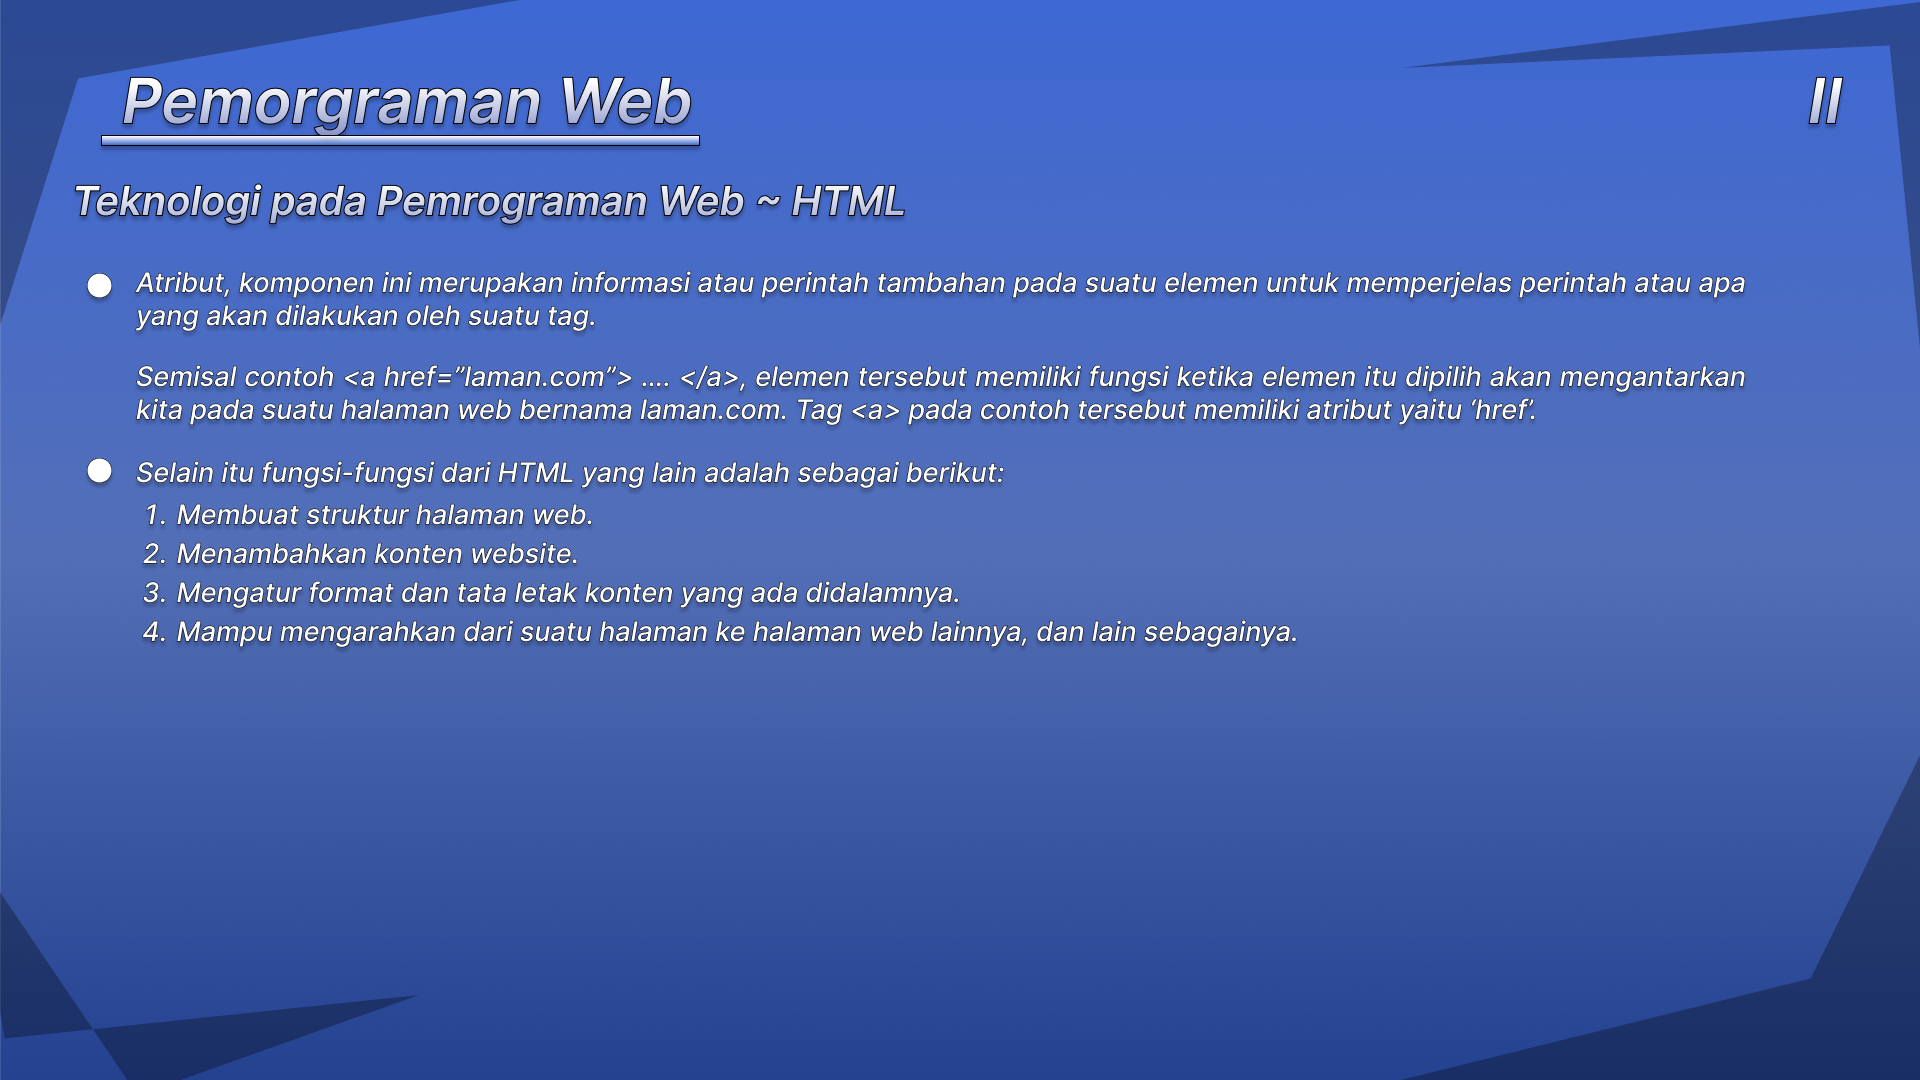 Pemorgraman Web
II
Teknologi pada Pemrograman Web ~ HTML
● Atribut, komponen ini merupakan informasi atau perintah tambahan pada suatu elemen untuk memperjelas perintah atau apa
yang akan dilakukan oleh suatu tag.
Semisal contoh <a href=”laman.com”> .... </a>, elemen tersebut memiliki fungsi ketika elemen itu dipilih akan mengantarkan
kita pada suatu halaman web bernama laman.com. Tag <a> pada contoh tersebut memiliki atribut yaitu ‘href’.
● Selain itu fungsi-fungsi dari HTML yang lain adalah sebagai berikut:
1. Membuat struktur halaman web.
2. Menambahkan konten website.
3. Mengatur format dan tata letak konten yang ada didalamnya.
4. Mampu mengarahkan dari suatu halaman ke halaman web lainnya, dan lain sebagainya.